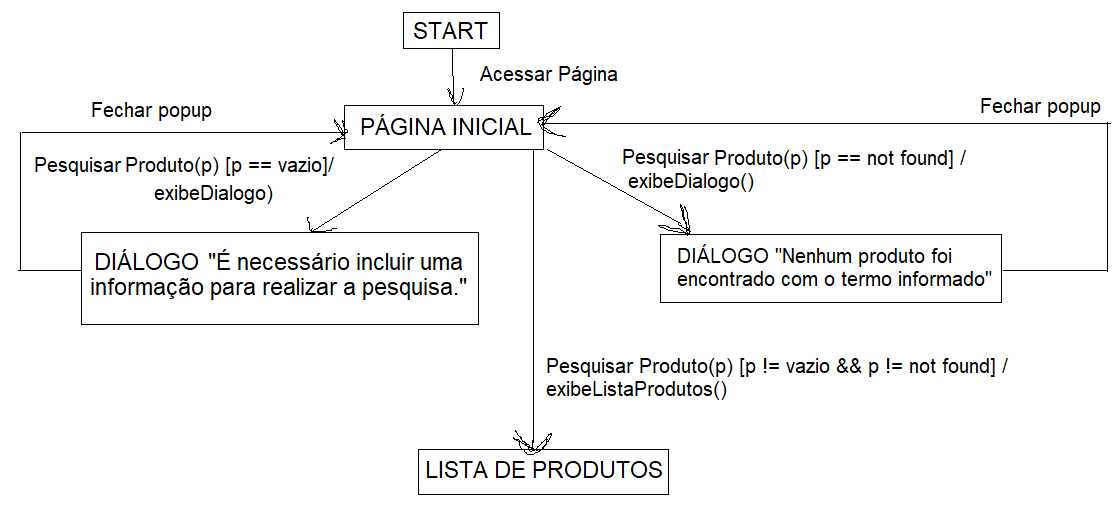 START
Acessar Página
Fechar popup
Fechar popup
PÁGINA INICIAL
Pesquisar Produto(p) [p == vazio]/
exibeDialogo)
Pesquisar Produto(p) [p == not found] /
exibeDialogo()
DIÁLOGO "É necessário incluir uma
informação para realizar a pesquisa."
DIÁLOGO "Nenhum produto foi
encontrado com o termo informado"
Pesquisar Produto(p) [p != vazio && p != not found] /
exibeListaProdutos()
LISTA DE PRODUTOS